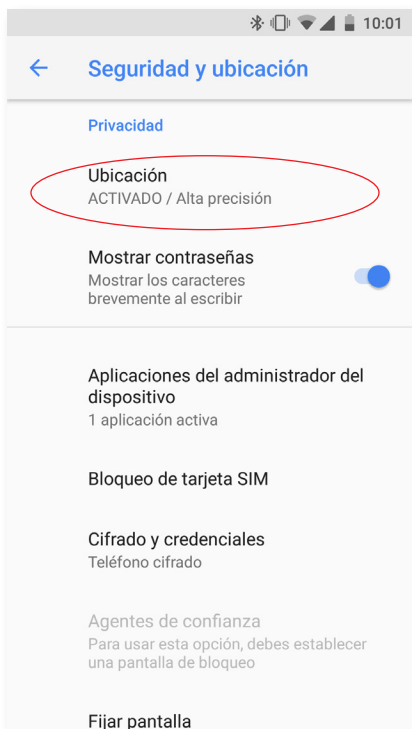 10:01
Seguridad y ubicación
Privacidad
Ubicación
ACTIVADO / Alta precisión
Mostrar contraseñas
Mostrar los caracteres
brevemente al escribir
Aplicaciones del administrador del
dispositivo
1 aplicación activa
Bloqueo de tarjeta SIM
Cifrado y credenciales
Teléfono cifrado
Agentes de confianza
Para usar esta opción, debes establecer
una pantalla de bloqueo
Fijar pantalla